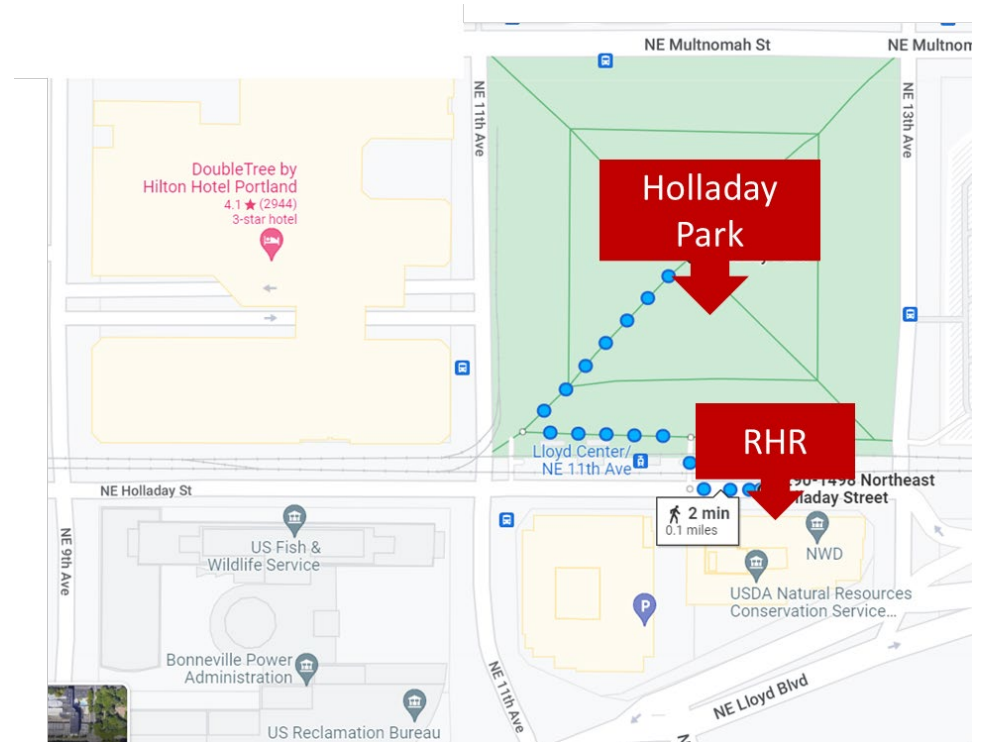 NE Multnomah St
NE Multnom
NE 11th Ave
NE 13th Ave
DoubleTree by
Hilton Hotel Portland
4.1 ★ (2944)
3-star hotel
Holladay
Park
RHR
Lloyd Center/
NE 11th Ave
90-1498 Northeast
lladay Street
NE Holladay St
2 min
0.1 miles
NE 9th Ave
US Fish &
Wildlife Service
NWD
USDA Natural Resources
Conservation Service...
P
Bonneville Power
Administration
NE 11th Ave
US Reclamation Bureau
NE Lloyd Blvd